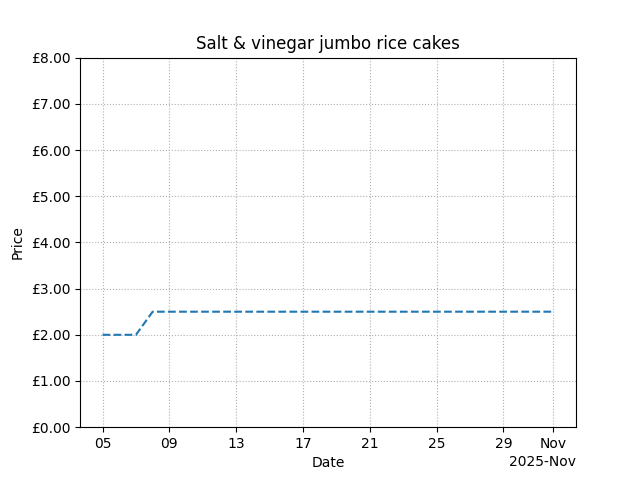 Salt & vinegar jumbo rice cakes
£8.00
£7.00
£6.00
£5.00
£4.00
£3.00
£2.00
£1.00
£0.00
Price
05 09 13 17 21 25 29 Nov
Date
2025-Nov